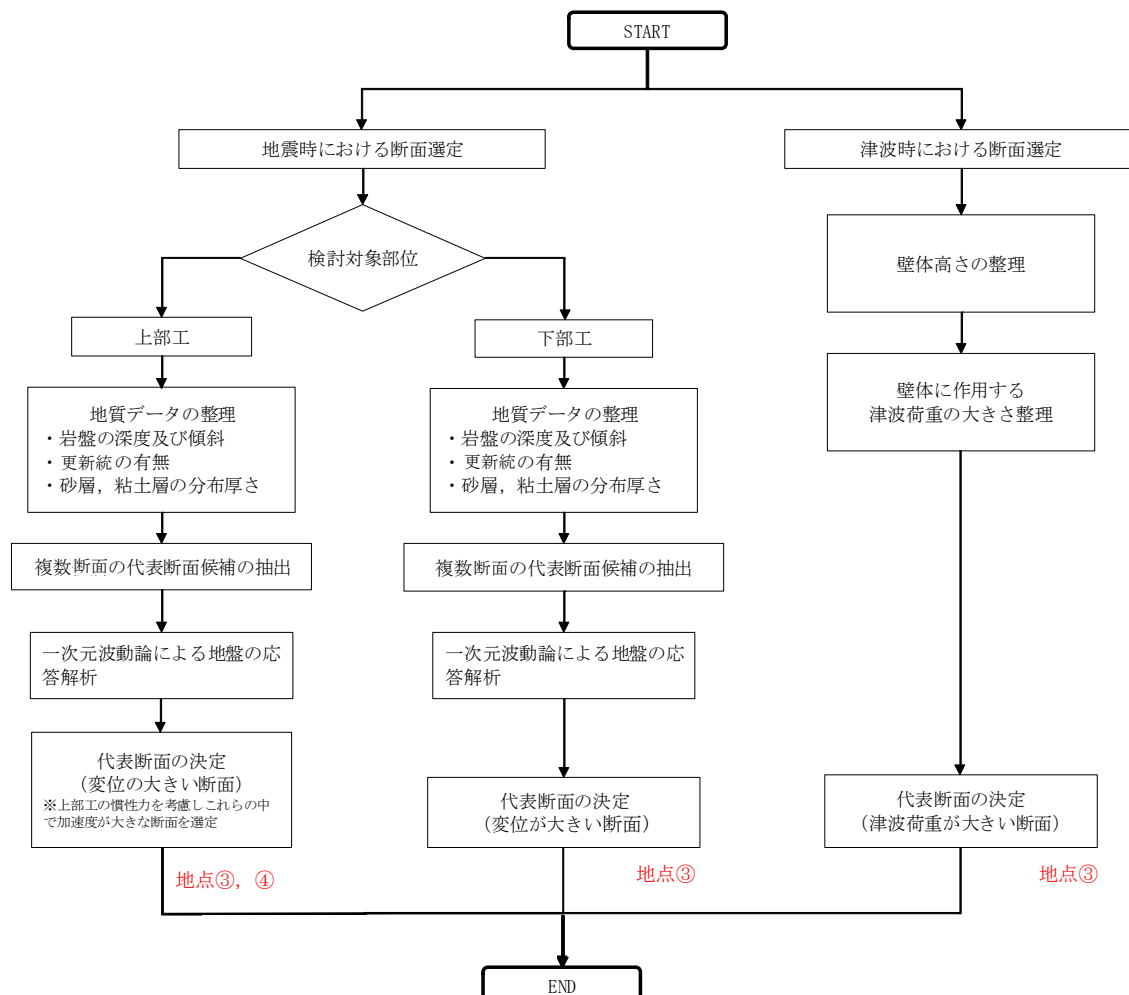 START
地震時における断面選定
津波時における断面選定
検討対象部位
壁体高さの整理
上部工
下部工
地質データの整理
・岩盤の深度及び傾斜
・更新統の有無
・砂層，粘土層の分布厚さ
地質データの整理
・岩盤の深度及び傾斜
・更新統の有無
・砂層，粘土層の分布厚さ
壁体に作用する
津波荷重の大きさ整理
複数断面の代表断面候補の抽出
複数断面の代表断面候補の抽出
一次元波動論による地盤の応
答解析
一次元波動論による地盤の応
答解析
代表断面の決定
（変位の大きい断面）
※上部工の慣性力を考慮しこれらの中
で加速度が大きな断面を選定
代表断面の決定
（変位が大きい断面）
代表断面の決定
（津波荷重が大きい断面）
地点③，④
地点③
地点③
END